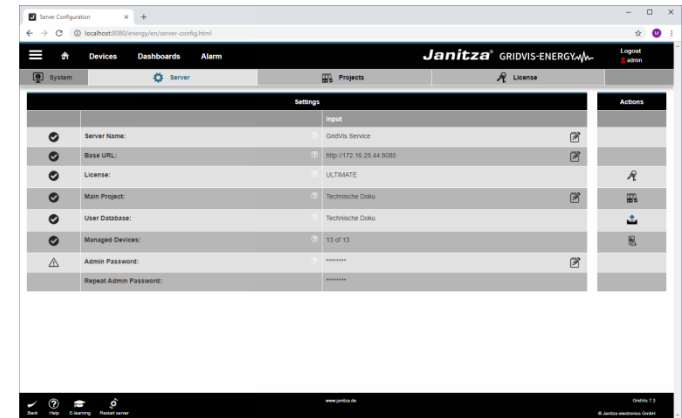 Server Configuration
localhost:8080/energy/en/server-config.html
Devices Dashboards Alarm Janitza® GRIDVIS-ENERGY Logout
admin
System Server Projects License
Settings Actions
Input
Server Name: GridVis Service
Base URL: http://172.16.29.44:8080
License: ULTIMATE
Main Project: Technische Doku
User Database: Technische Doku
Managed Devices: 13 of 13
Admin Password: ********
Repeat Admin Password: ********
www.janitza.de GridVis 7.3
Back Help E-learning Restart server © Janitza electronics GmbH